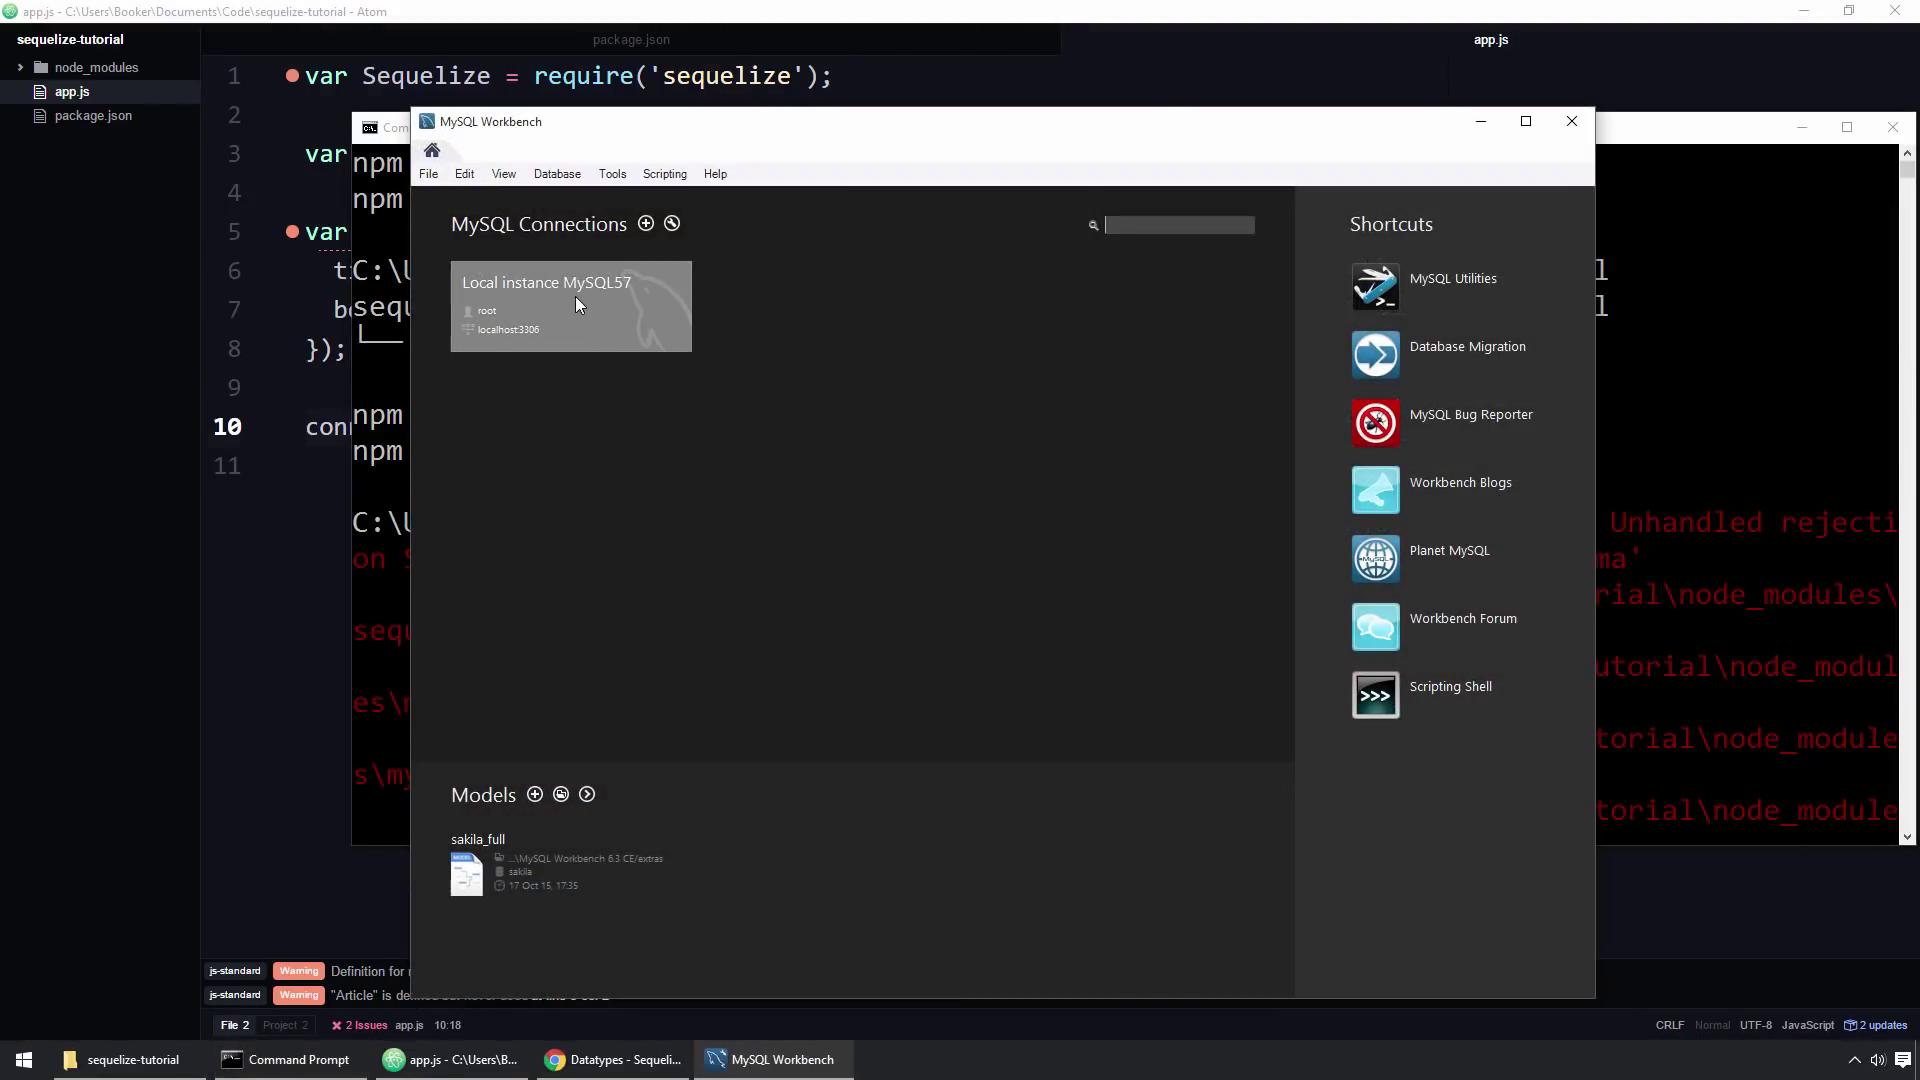 app.js - C:\Users\Booker\Documents\Code\sequelize-tutorial - Atom
sequelize-tutorial
node_modules
app.js
package.json
package.json
app.js
1 var Sequelize = require('sequelize');
2
3 var
4
5 var
6
7
8 });
9
10
11
npm
npm
C:\U
sequ
npm
npm
C:\U
Unhandled rejecti
on S
ma'
rial\node_modules\
sequ
utorial\node_modul
es\
torial\node_module
s\my
torial\node_module
MySQL Workbench
File Edit View Database Tools Scripting Help
MySQL Connections
Local instance MySQL57
root
localhost:3306
Shortcuts
MySQL Utilities
Database Migration
MySQL Bug Reporter
Workbench Blogs
Planet MySQL
Workbench Forum
Scripting Shell
Models
sakila_full
...\MySQL Workbench 6.3 CE/extras
sakila
17 Oct 15, 17:35
js-standard Warning Definition for
js-standard Warning "Article" is
File 2 Project 2 2 Issues app.js 10:18
CRLF Normal UTF-8 JavaScript 2 updates
sequelize-tutorial
Command Prompt
app.js - C:\Users\B...
Datatypes - Sequeli...
MySQL Workbench